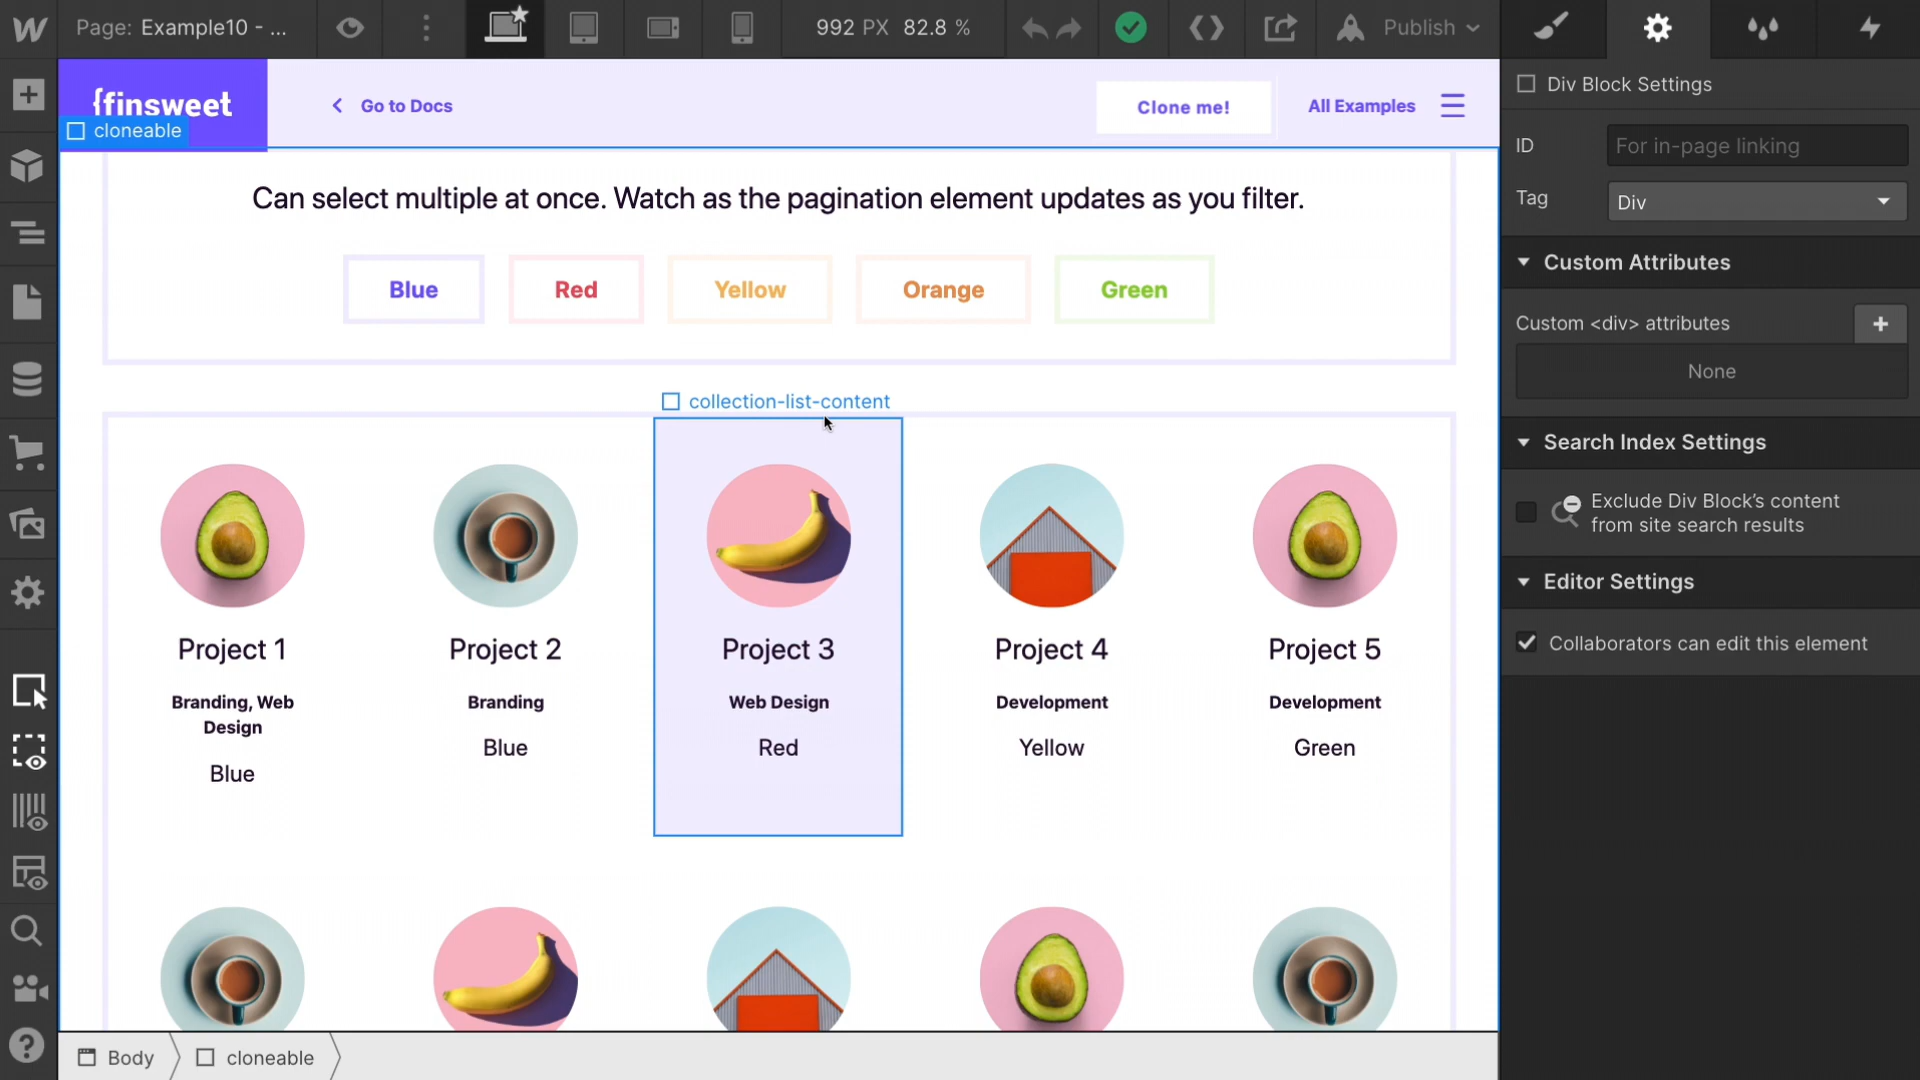 Page: Example10 - ...
992 PX 82.8 %
Publish
{finsweet
Go to Docs
Clone me!
All Examples
cloneable
Can select multiple at once. Watch as the pagination element updates as you filter.
Blue
Red
Yellow
Orange
Green
collection-list-content
Project 1
Project 2
Project 3
Project 4
Project 5
Branding, Web
Design
Branding
Web Design
Development
Development
Blue
Blue
Red
Yellow
Green
Body
cloneable
Div Block Settings
ID
For in-page linking
Tag
Div
Custom Attributes
Custom <div> attributes
None
Search Index Settings
Exclude Div Block's content
from site search results
Editor Settings
Collaborators can edit this element